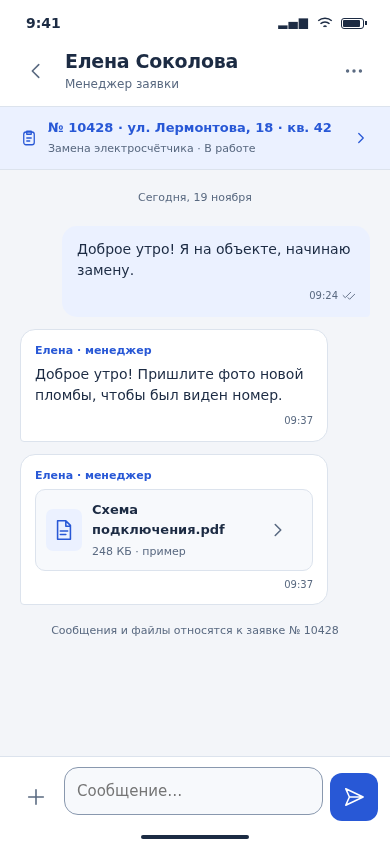 9:41
Елена Соколова
Менеджер заявки
№ 10428 · ул. Лермонтова, 18 · кв. 42
Замена электросчётчика · В работе
Сегодня, 19 ноября
Доброе утро! Я на объекте, начинаю
замену.
09:24
Елена · менеджер
Доброе утро! Пришлите фото новой
пломбы, чтобы был виден номер.
09:37
Елена · менеджер
Схема
подключения.pdf
248 КБ · пример
09:37
Сообщения и файлы относятся к заявке № 10428
Сообщение...